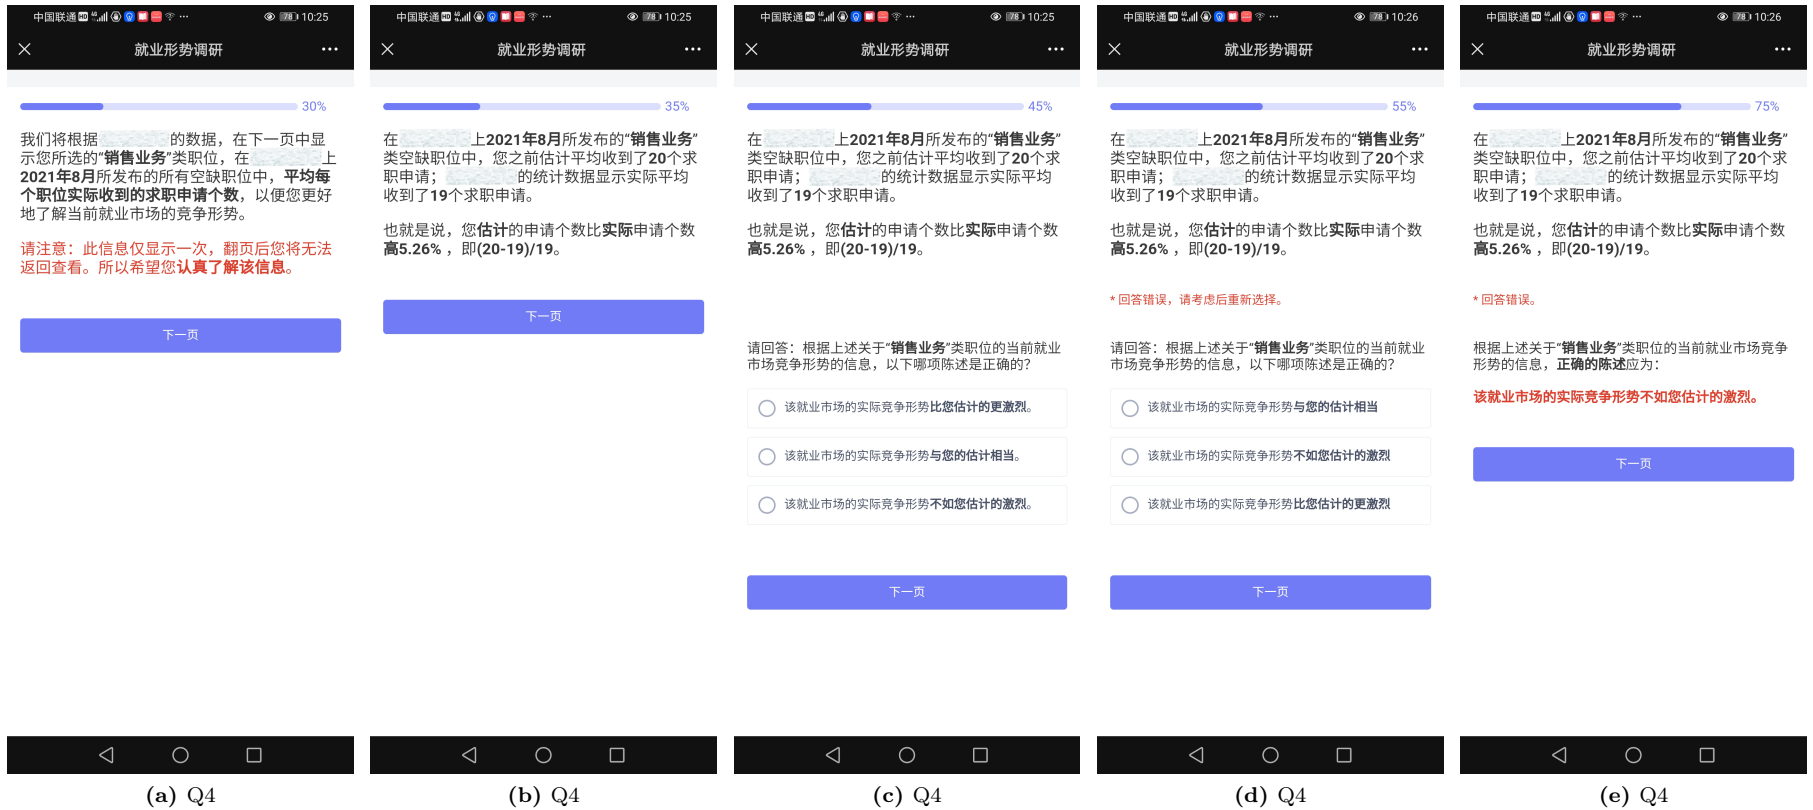 中国联通 10:25
就业形势调研
30%
我们将根据 的数据，在下一页中显
示您所选的“销售业务”类职位，在 上
2021年8月所发布的所有空缺职位中，平均每
个职位实际收到的求职申请个数，以便您更好
地了解当前就业市场的竞争形势。
请注意：此信息仅显示一次，翻页后您将无法
返回查看。所以希望您认真了解该信息。
下一页
(a) Q4
中国联通 10:25
就业形势调研
35%
在 上2021年8月所发布的“销售业务”
类空缺职位中，您之前估计平均收到了20个求
职申请； 的统计数据显示实际平均
收到了19个求职申请。
也就是说，您估计的申请个数比实际申请个数
高5.26% ，即(20-19)/19。
下一页
(b) Q4
中国联通 10:25
就业形势调研
45%
在 上2021年8月所发布的“销售业务”
类空缺职位中，您之前估计平均收到了20个求
职申请； 的统计数据显示实际平均
收到了19个求职申请。
也就是说，您估计的申请个数比实际申请个数
高5.26% ，即(20-19)/19。
请回答：根据上述关于“销售业务”类职位的当前就业
市场竞争形势的信息，以下哪项陈述是正确的？
该就业市场的实际竞争形势比您估计的更激烈。
该就业市场的实际竞争形势与您的估计相当。
该就业市场的实际竞争形势不如您估计的激烈。
下一页
(c) Q4
中国联通 10:26
就业形势调研
55%
在 上2021年8月所发布的“销售业务”
类空缺职位中，您之前估计平均收到了20个求
职申请； 的统计数据显示实际平均
收到了19个求职申请。
也就是说，您估计的申请个数比实际申请个数
高5.26% ，即(20-19)/19。
* 回答错误，请考虑后重新选择。
请回答：根据上述关于“销售业务”类职位的当前就业
市场竞争形势的信息，以下哪项陈述是正确的？
该就业市场的实际竞争形势与您的估计相当
该就业市场的实际竞争形势不如您估计的激烈
该就业市场的实际竞争形势比您估计的更激烈
下一页
(d) Q4
中国联通 10:26
就业形势调研
75%
在 上2021年8月所发布的“销售业务”
类空缺职位中，您之前估计平均收到了20个求
职申请； 的统计数据显示实际平均
收到了19个求职申请。
也就是说，您估计的申请个数比实际申请个数
高5.26% ，即(20-19)/19。
* 回答错误。
根据上述关于“销售业务”类职位的当前就业市场竞争
形势的信息，正确的陈述应为：
该就业市场的实际竞争形势不如您估计的激烈。
下一页
(e) Q4